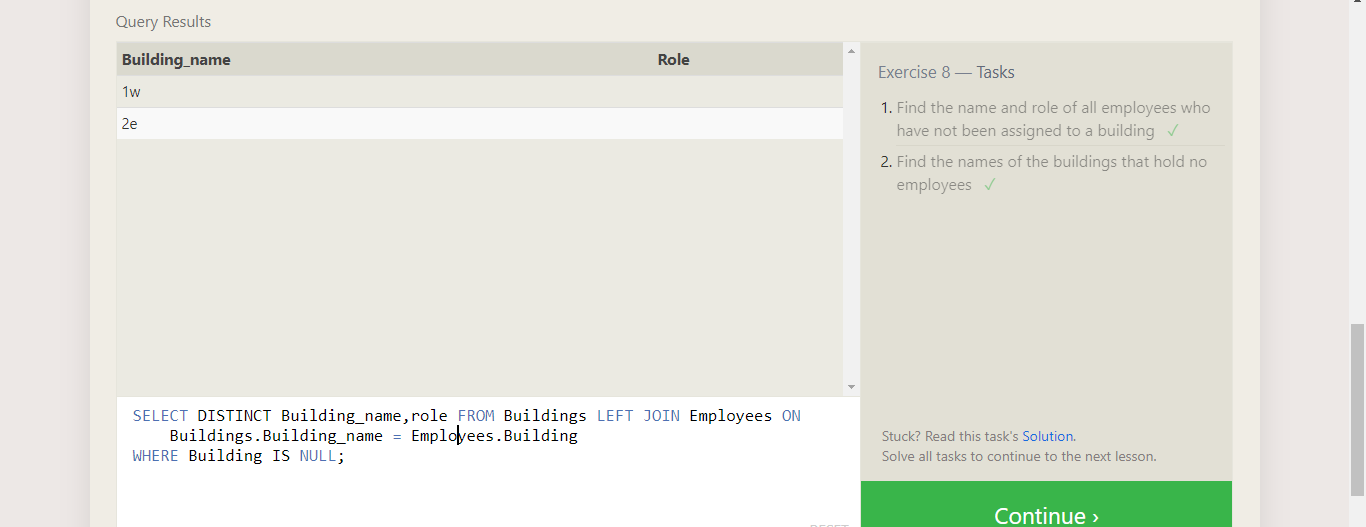 Query Results
Building_name Role
1w
2e
SELECT DISTINCT Building_name,role FROM Buildings LEFT JOIN Employees ON
Buildings.Building_name = Employees.Building
WHERE Building IS NULL;
RESET
Exercise 8 — Tasks
1. Find the name and role of all employees who
have not been assigned to a building ✓
2. Find the names of the buildings that hold no
employees ✓
Stuck? Read this task's Solution.
Solve all tasks to continue to the next lesson.
Continue ›